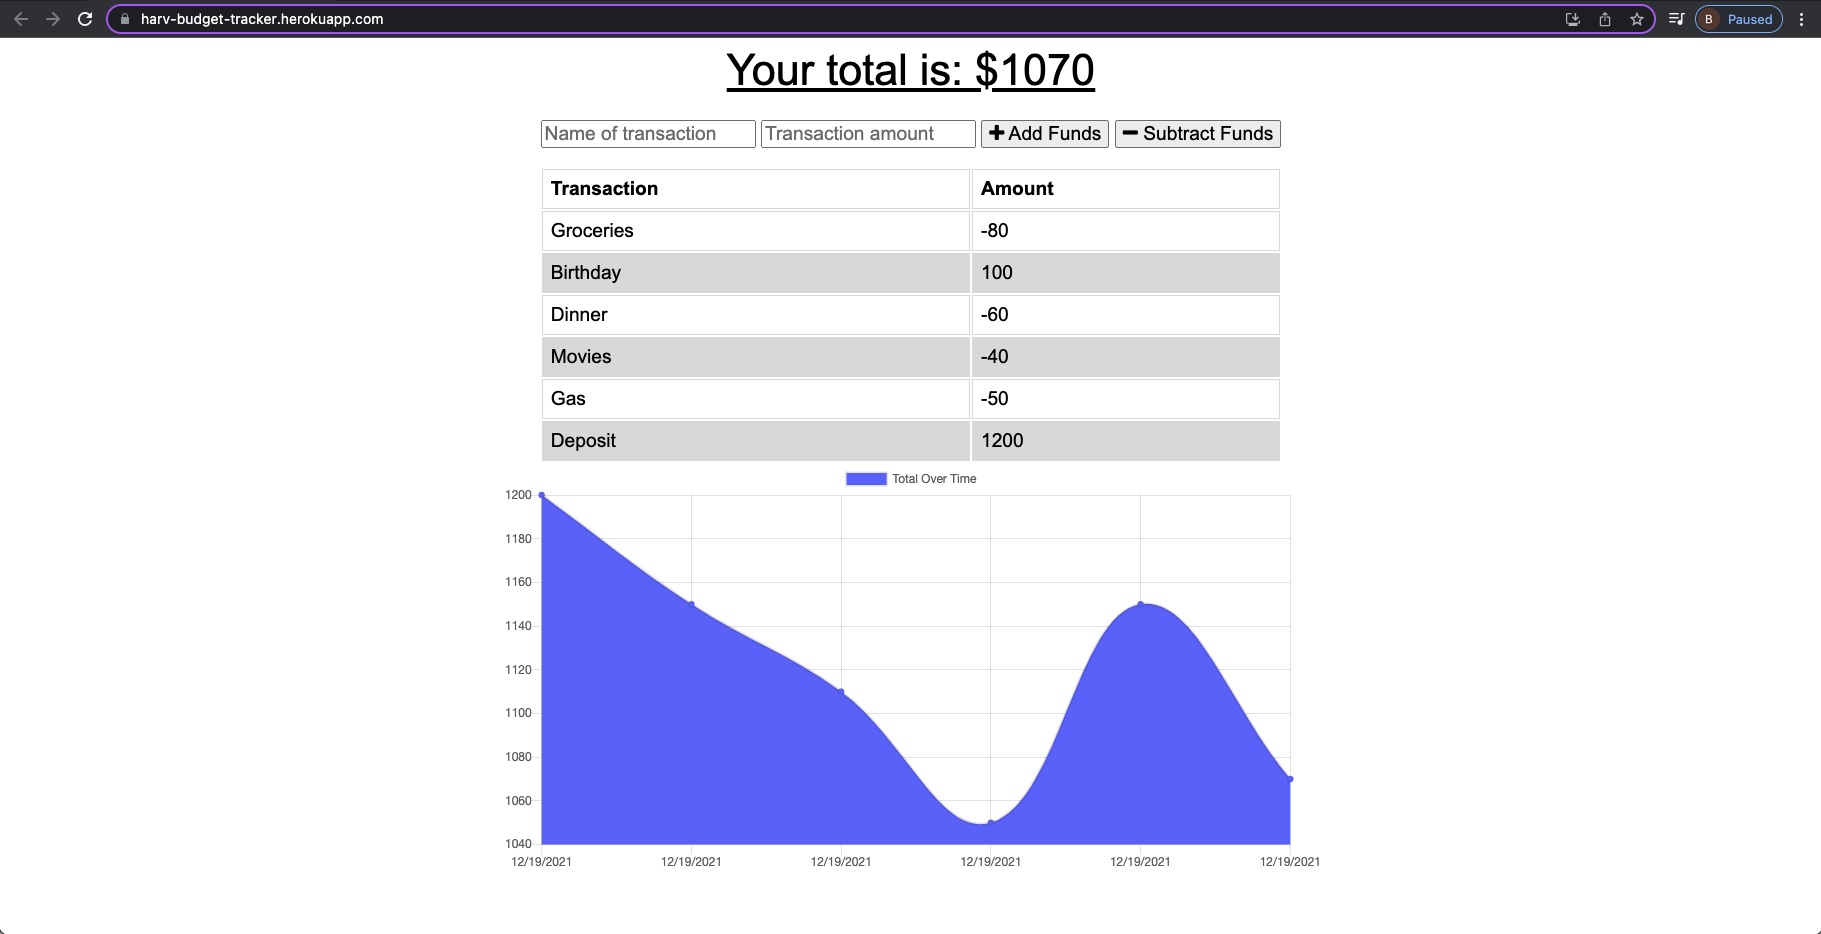 harv-budget-tracker.herokuapp.com
B Paused
Your total is: $1070
Name of transaction Transaction amount Add Funds Subtract Funds
Transaction Amount
Groceries -80
Birthday 100
Dinner -60
Movies -40
Gas -50
Deposit 1200
Total Over Time
1200
1180
1160
1140
1120
1100
1080
1060
1040
12/19/2021 12/19/2021 12/19/2021 12/19/2021 12/19/2021 12/19/2021